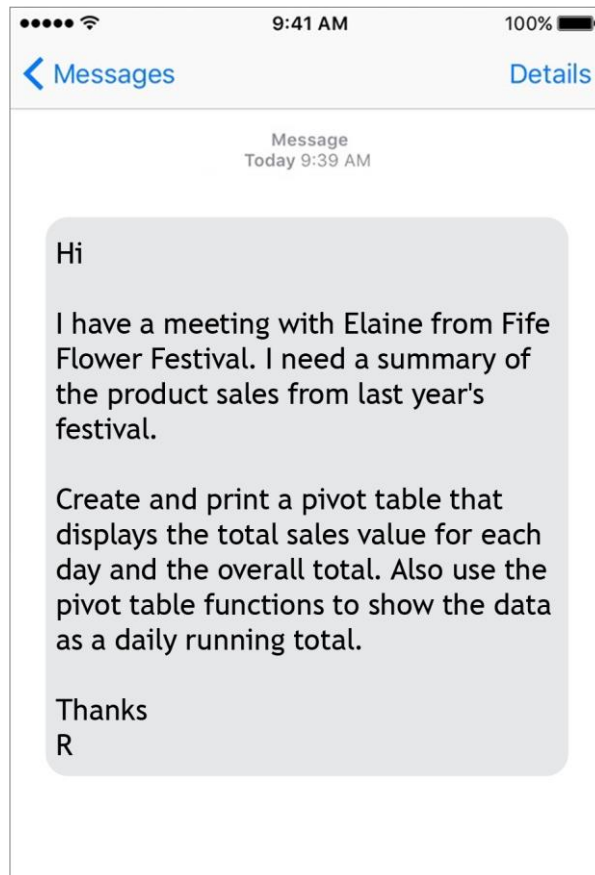 9:41 AM
100%
Messages
Details
Message
Today 9:39 AM
Hi
I have a meeting with Elaine from Fife
Flower Festival. I need a summary of
the product sales from last year's
festival.
Create and print a pivot table that
displays the total sales value for each
day and the overall total. Also use the
pivot table functions to show the data
as a daily running total.
Thanks
R